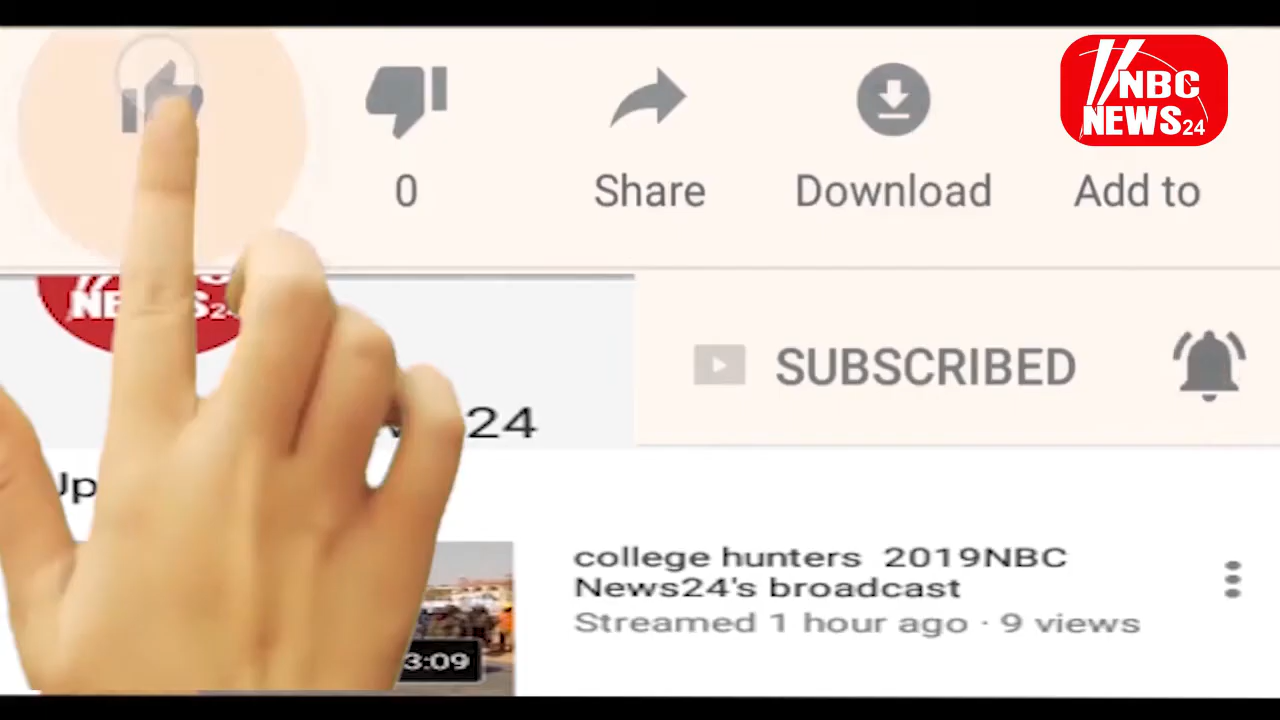 NBC
NEWS24
0
Share
Download
Add to
SUBSCRIBED
24
Up
college hunters 2019NBC
News24's broadcast
Streamed 1 hour ago · 9 views
3:09